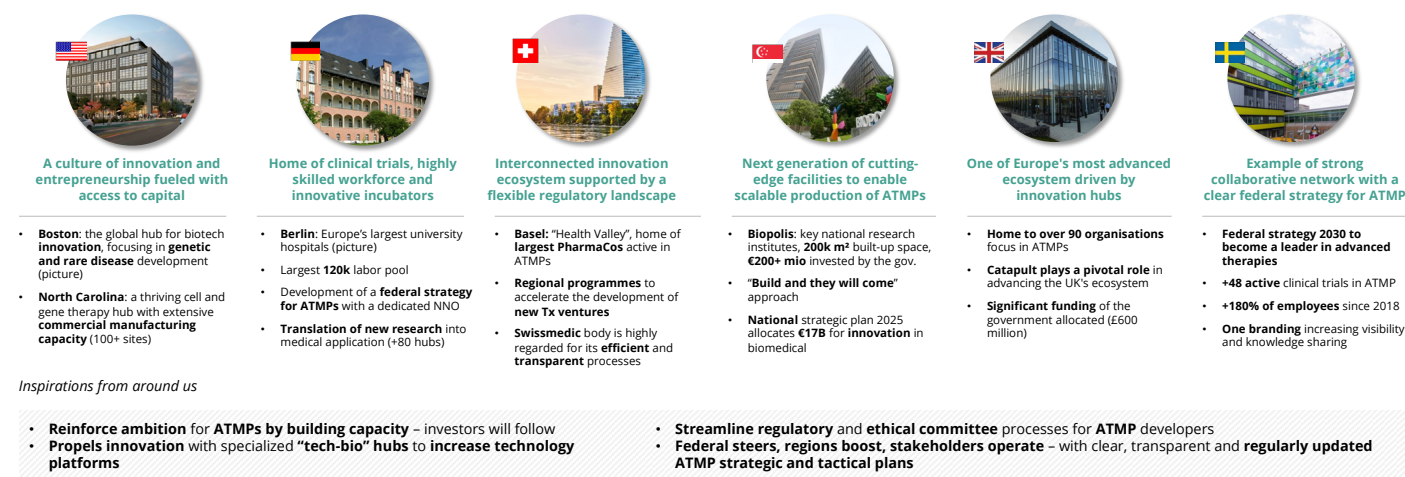 A culture of innovation and
entrepreneurship fueled with
access to capital
• Boston: the global hub for biotech
innovation, focusing in genetic
and rare disease development
(picture)
• North Carolina: a thriving cell and
gene therapy hub with extensive
commercial manufacturing
capacity (100+ sites)
Home of clinical trials, highly
skilled workforce and
innovative incubators
• Berlin: Europe's largest university
hospitals (picture)
• Largest 120k labor pool
• Development of a federal strategy
for ATMPs with a dedicated NNO
• Translation of new research into
medical application (+80 hubs)
Interconnected innovation
ecosystem supported by a
flexible regulatory landscape
• Basel: “Health Valley”, home of
largest PharmaCos active in
ATMPs
• Regional programmes to
accelerate the development of
new Tx ventures
• Swissmedic body is highly
regarded for its efficient and
transparent processes
Next generation of cutting-
edge facilities to enable
scalable production of ATMPs
• Biopolis: key national research
institutes, 200k m² built-up space,
€200+ mio invested by the gov.
• “Build and they will come”
approach
• National strategic plan 2025
allocates €17B for innovation in
biomedical
One of Europe's most advanced
ecosystem driven by
innovation hubs
• Home to over 90 organisations
focus in ATMPs
• Catapult plays a pivotal role in
advancing the UK's ecosystem
• Significant funding of the
government allocated (£600
million)
Example of strong
collaborative network with a
clear federal strategy for ATMP
• Federal strategy 2030 to
become a leader in advanced
therapies
• +48 active clinical trials in ATMP
• +180% of employees since 2018
• One branding increasing visibility
and knowledge sharing
Inspirations from around us
• Reinforce ambition for ATMPs by building capacity – investors will follow
• Propels innovation with specialized “tech-bio” hubs to increase technology
platforms
• Streamline regulatory and ethical committee processes for ATMP developers
• Federal steers, regions boost, stakeholders operate – with clear, transparent and regularly updated
ATMP strategic and tactical plans